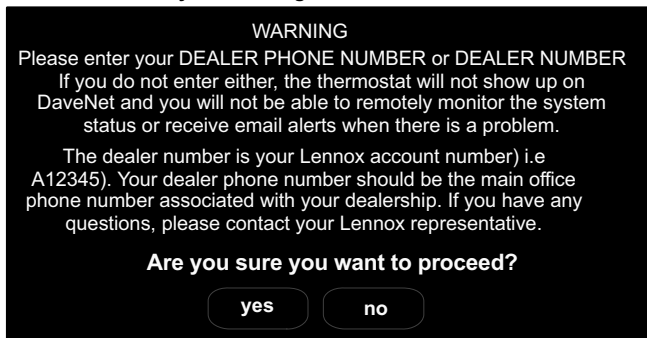 WARNING
Please enter your DEALER PHONE NUMBER or DEALER NUMBER
If you do not enter either, the thermostat will not show up on
DaveNet and you will not be able to remotely monitor the system
status or receive email alerts when there is a problem.
The dealer number is your Lennox account number) i.e
A12345). Your dealer phone number should be the main office
phone number associated with your dealership. If you have any
questions, please contact your Lennox representative.
Are you sure you want to proceed?
yes no